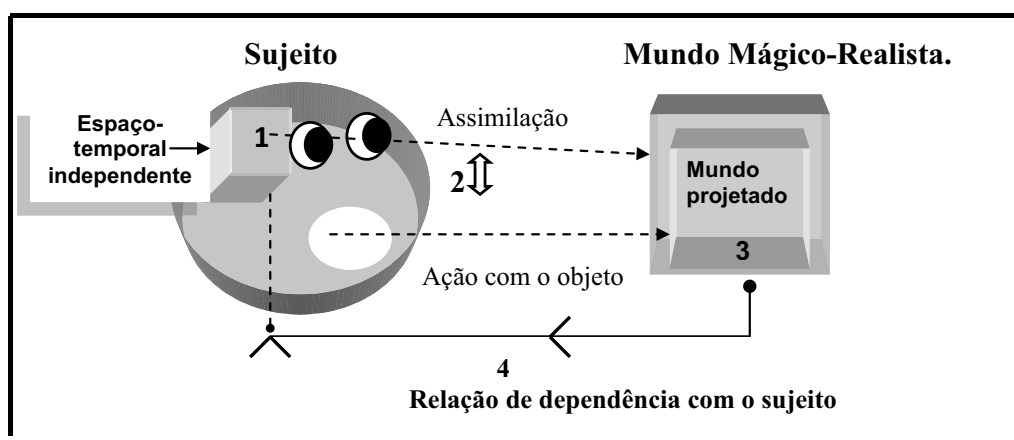 Sujeito
Mundo Mágico-Realista.
Espaço-
temporal
independente
1
Assimilação
2
Mundo
projetado
3
Ação com o objeto
4
Relação de dependência com o sujeito